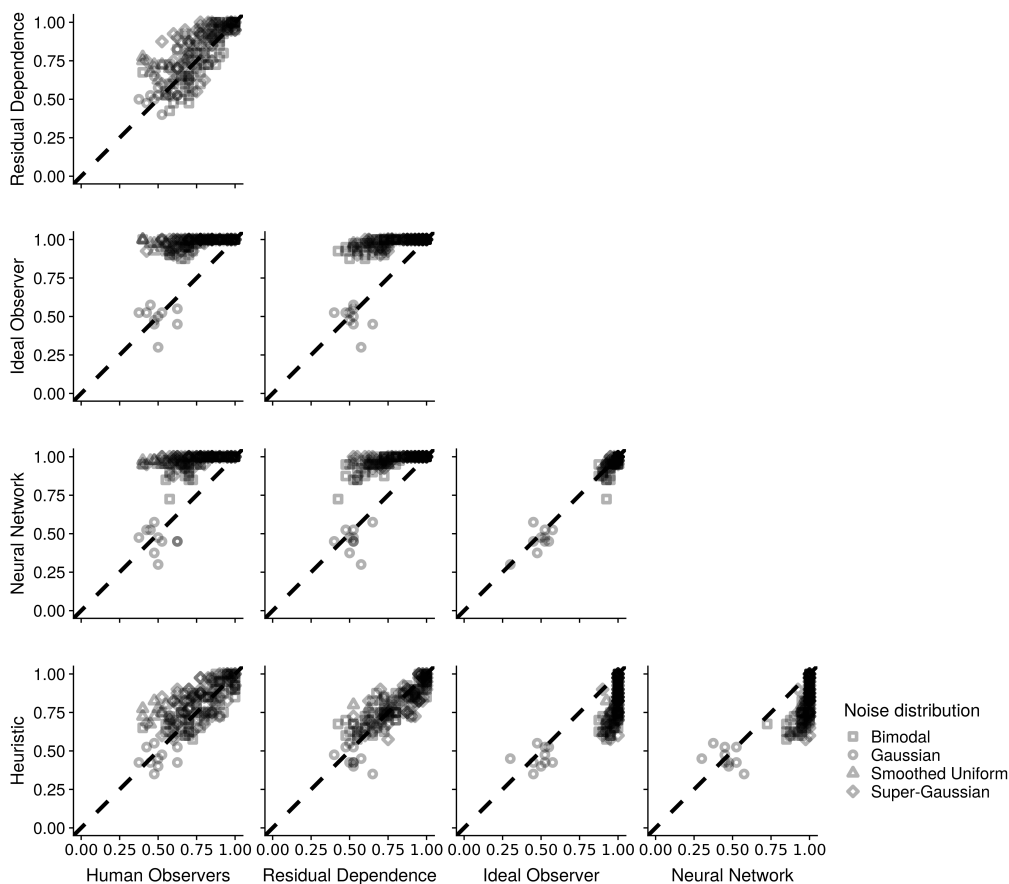 Residual Dependence
1.00
0.75
0.50
0.25
0.00
Ideal Observer
1.00
0.75
0.50
0.25
0.00
Neural Network
1.00
0.75
0.50
0.25
0.00
Heuristic
1.00
0.75
0.50
0.25
0.00
0.00 0.25 0.50 0.75 1.00 0.00 0.25 0.50 0.75 1.00 0.00 0.25 0.50 0.75 1.00 0.00 0.25 0.50 0.75 1.00
Human Observers Residual Dependence Ideal Observer Neural Network
Noise distribution
Bimodal
Gaussian
Smoothed Uniform
Super-Gaussian